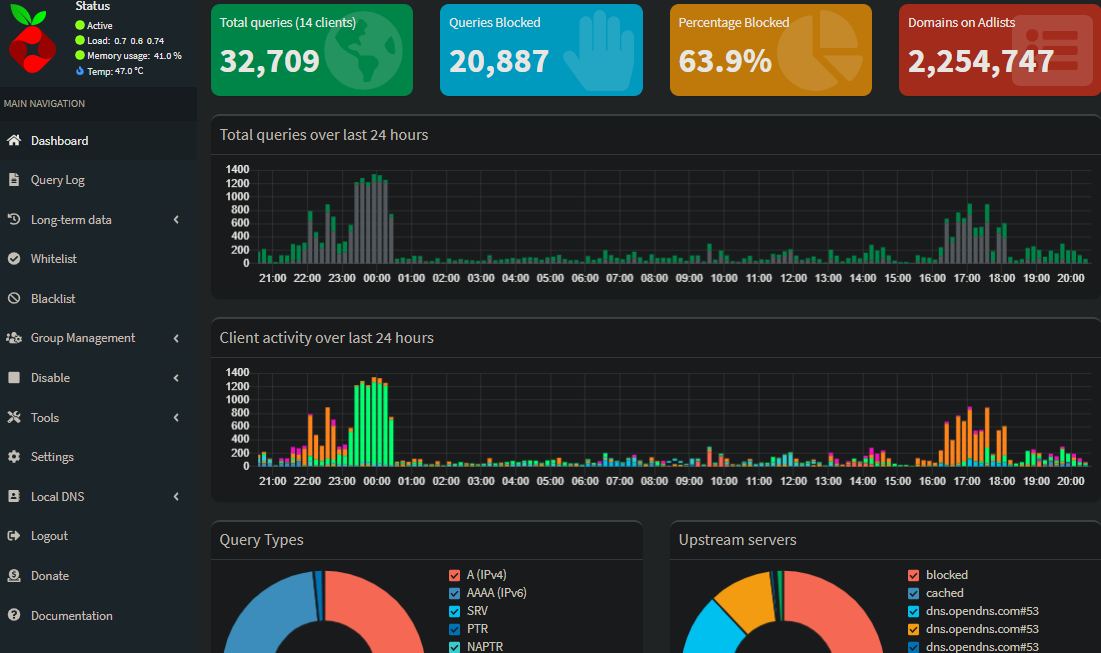 Status
Active
Load: 0.7 0.6 0.74
Memory usage: 41.0 %
Temp: 47.0 °C
MAIN NAVIGATION
Dashboard
Query Log
Long-term data
Whitelist
Blacklist
Group Management
Disable
Tools
Settings
Local DNS
Logout
Donate
Documentation
Total queries (14 clients)
32,709
Queries Blocked
20,887
Percentage Blocked
63.9%
Domains on Adlists
2,254,747
Total queries over last 24 hours
1400
1200
1000
800
600
400
200
0
21:00 22:00 23:00 00:00 01:00 02:00 03:00 04:00 05:00 06:00 07:00 08:00 09:00 10:00 11:00 12:00 13:00 14:00 15:00 16:00 17:00 18:00 19:00 20:00
Client activity over last 24 hours
1400
1200
1000
800
600
400
200
0
21:00 22:00 23:00 00:00 01:00 02:00 03:00 04:00 05:00 06:00 07:00 08:00 09:00 10:00 11:00 12:00 13:00 14:00 15:00 16:00 17:00 18:00 19:00 20:00
Query Types
A (IPv4)
AAAA (IPv6)
SRV
PTR
NAPTR
Upstream servers
blocked
cached
dns.opendns.com#53
dns.opendns.com#53
dns.opendns.com#53